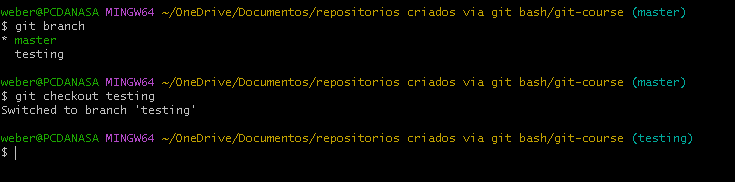 weber@PCDANASA MINGW64 ~/OneDrive/Documentos/repositorios criados via git bash/git-course (master)
$ git branch
* master
  testing
weber@PCDANASA MINGW64 ~/OneDrive/Documentos/repositorios criados via git bash/git-course (master)
$ git checkout testing
Switched to branch 'testing'
weber@PCDANASA MINGW64 ~/OneDrive/Documentos/repositorios criados via git bash/git-course (testing)
$